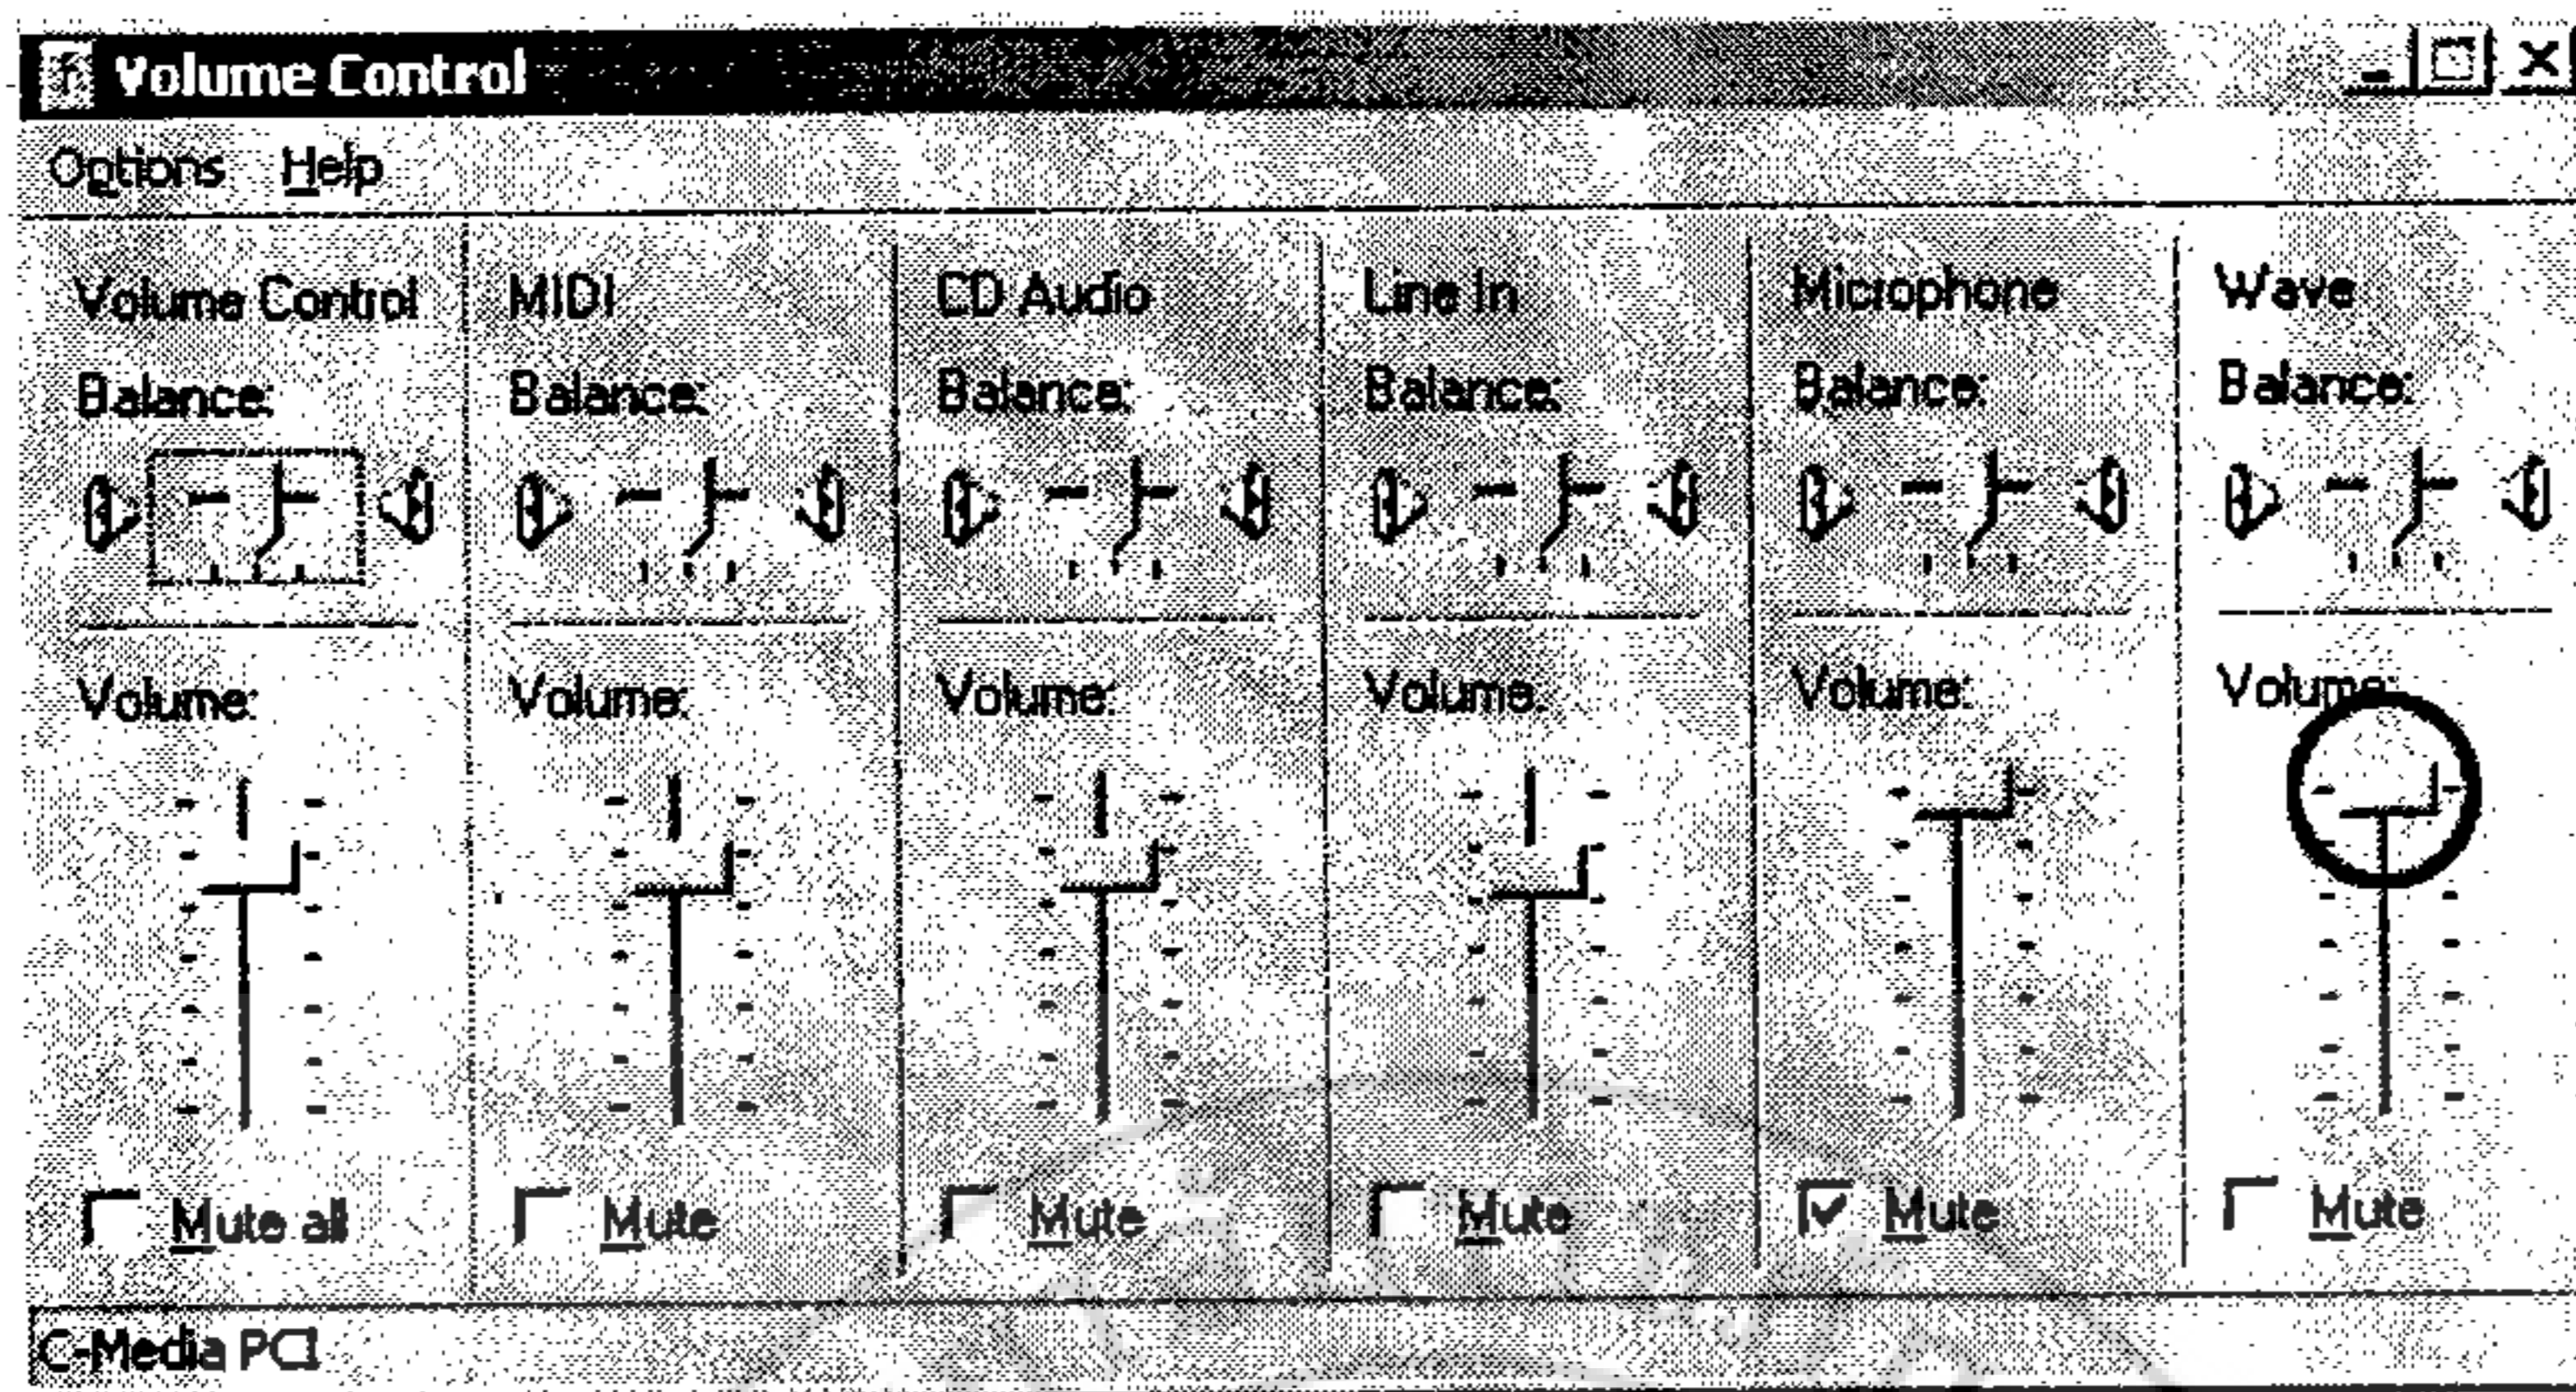 Volume Control
Options Help
Volume Control MIDI CD Audio Line In Microphone Wave
Balance: Balance: Balance: Balance: Balance: Balance:
Volume: Volume: Volume: Volume: Volume: Volume:
Mute all Mute Mute Mute Mute Mute
C-Media PCI